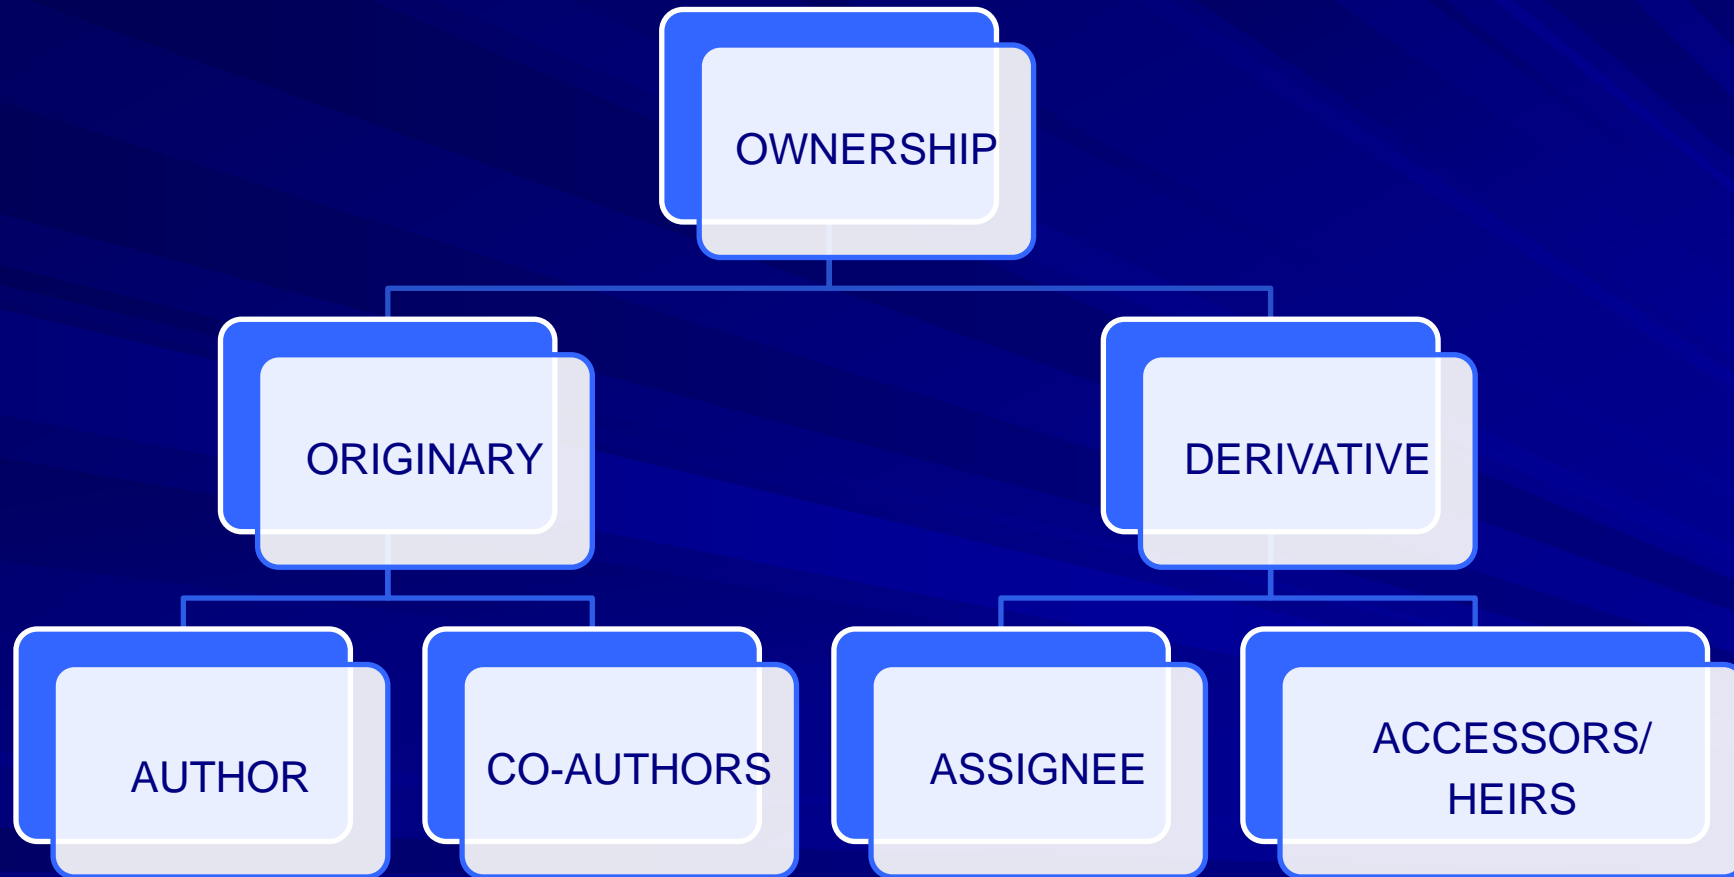 OWNERSHIP
ORIGINARY
DERIVATIVE
AUTHOR
CO-AUTHORS
ASSIGNEE
ACCESSORS/
HEIRS